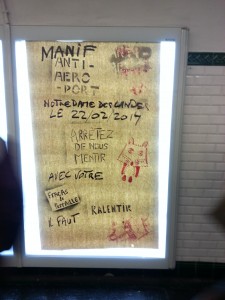 MANIF
ANTI-
AERO
PORT
NOTRE DAME DES LANDES
LE 22/02/2014
ARRETEZ
DE NOUS
MENTIR
AVEC VOTRE
IL FAUT
RALENTIR